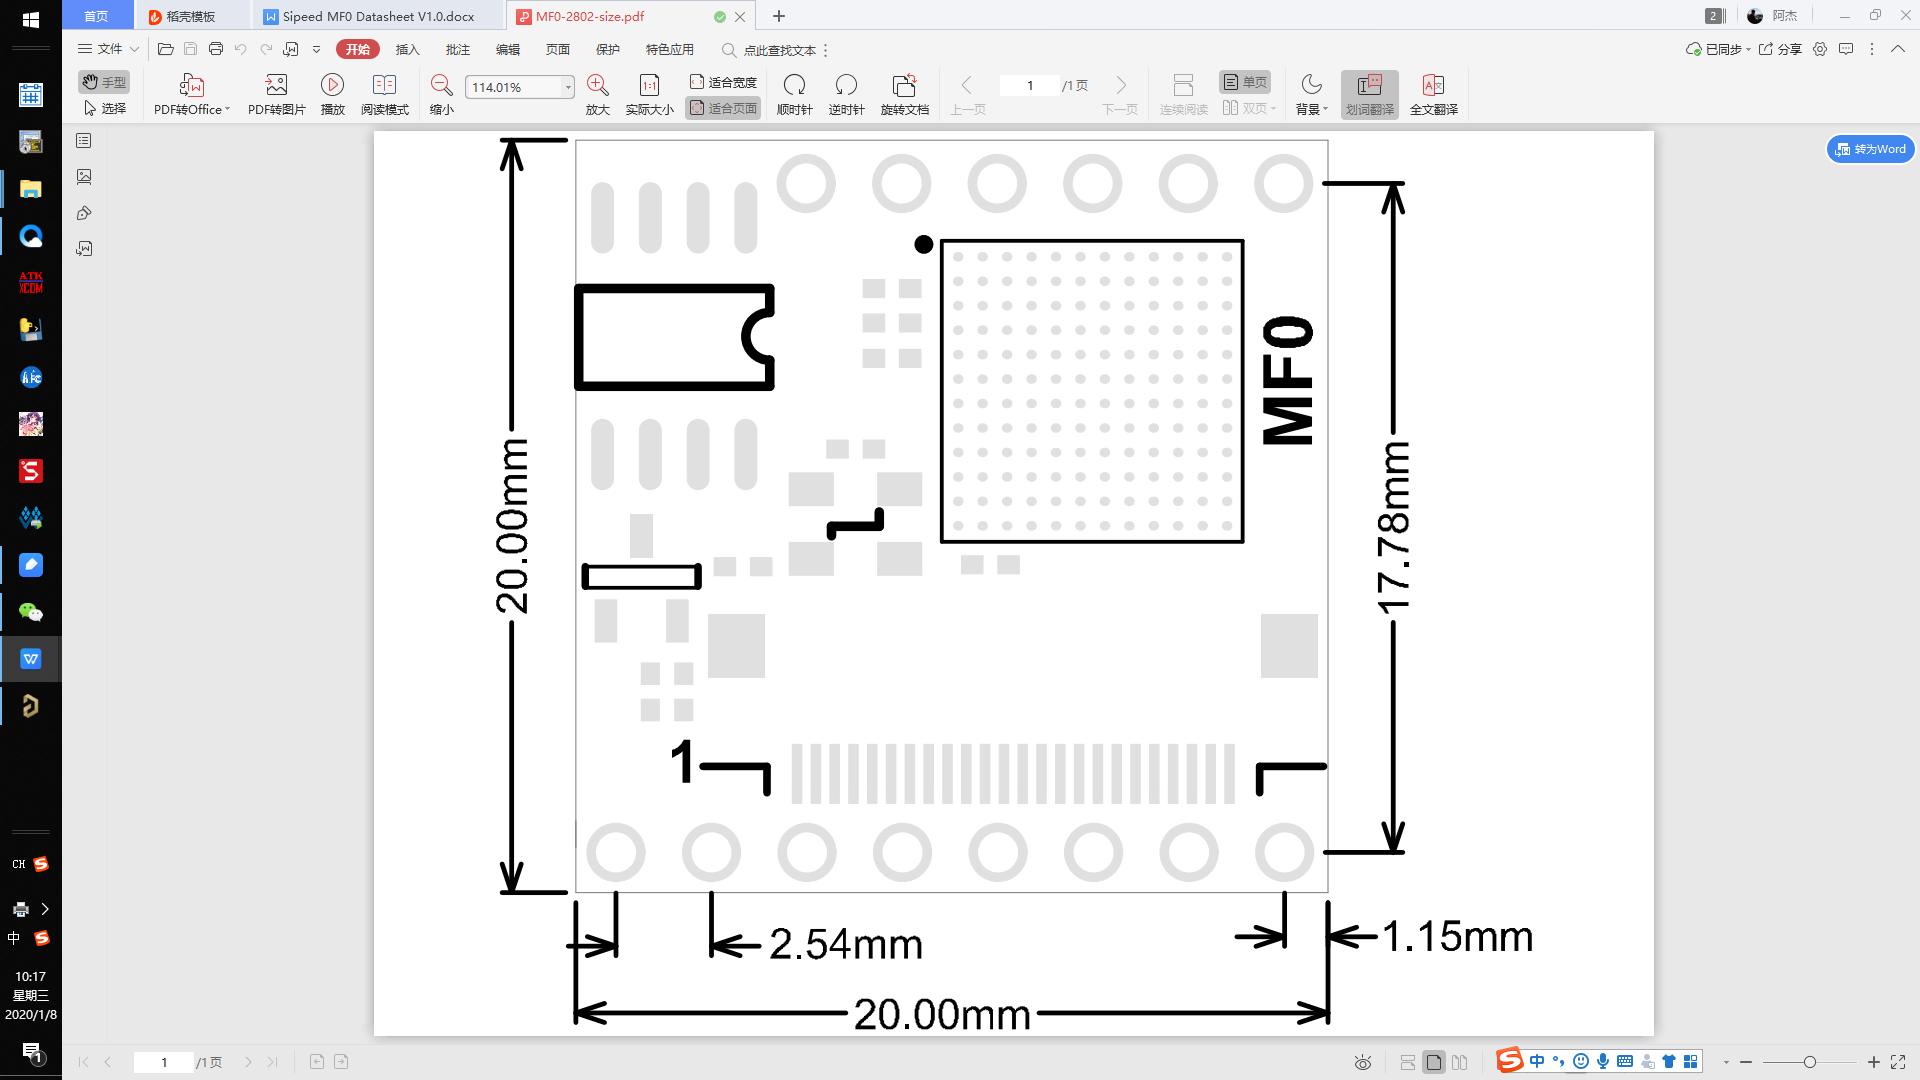 首页
稻壳模板
Sipeed MF0 Datasheet V1.0.docx
MF0-2802-size.pdf
2
阿杰
文件
开始
插入
批注
编辑
页面
保护
特色应用
点此查找文本
已同步
分享
手型
选择
PDF转Office
PDF转图片
播放
阅读模式
缩小
114.01%
放大
1:1
实际大小
适合宽度
适合页面
顺时针
逆时针
旋转文档
上一页
1
/1页
下一页
连续阅读
单页
双页
背景
划词翻译
全文翻译
转为Word
ATK
XCOM
MF0
20.00mm
17.78mm
1
2.54mm
1.15mm
20.00mm
CH
中
10:17
星期三
2020/1/8
1
1
/1页
中